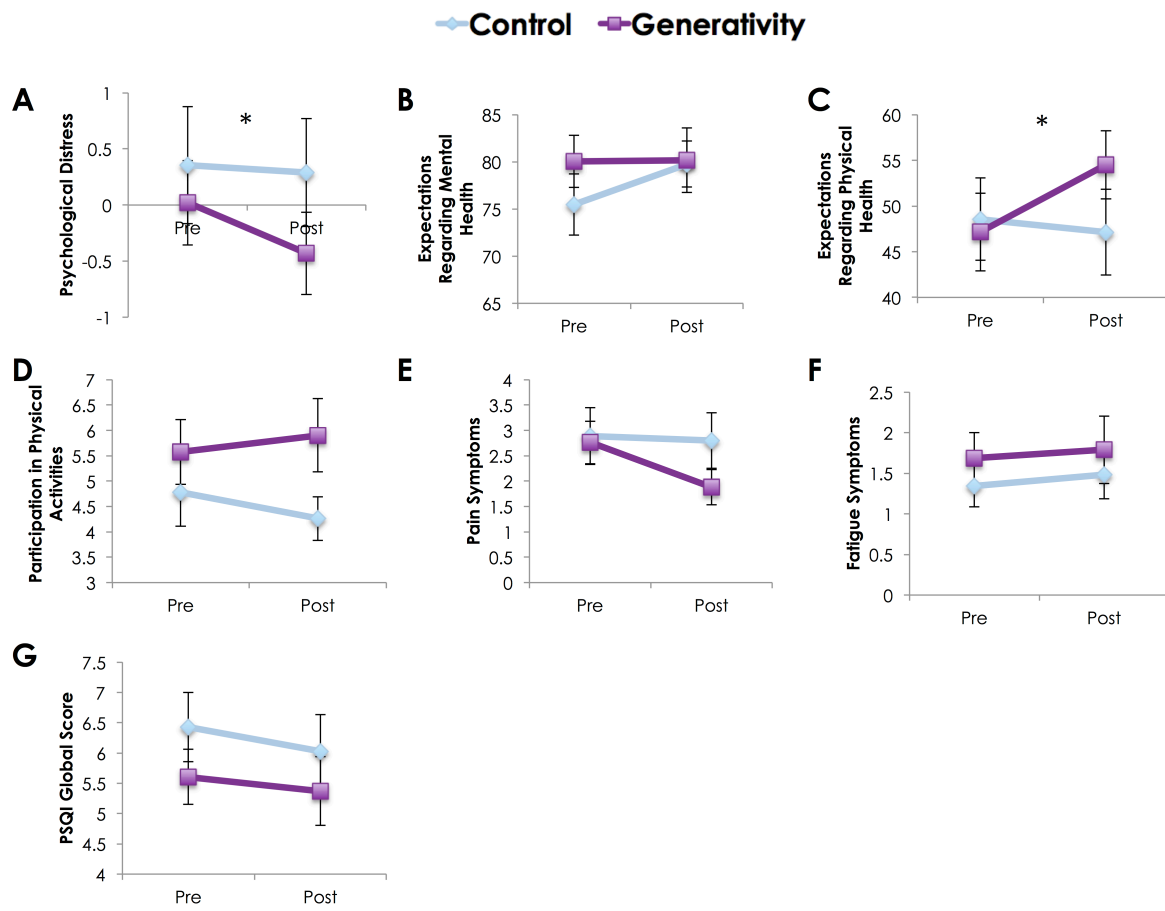 Control Generativity
A
Psychological Distress
1
0.5
0
-0.5
-1
*
Pre Post
B
Expectations
Regarding Mental
Health
85
80
75
70
65
Pre Post
C
Expectations
Regarding Physical
Health
60
55
50
45
40
*
Pre Post
D
Participation in Physical
Activities
7
6.5
6
5.5
5
4.5
4
3.5
3
Pre Post
E
Pain Symptoms
4
3.5
3
2.5
2
1.5
1
0.5
0
Pre Post
F
Fatigue Symptoms
2.5
2
1.5
1
0.5
0
Pre Post
G
PSQI Global Score
7.5
7
6.5
6
5.5
5
4.5
4
Pre Post